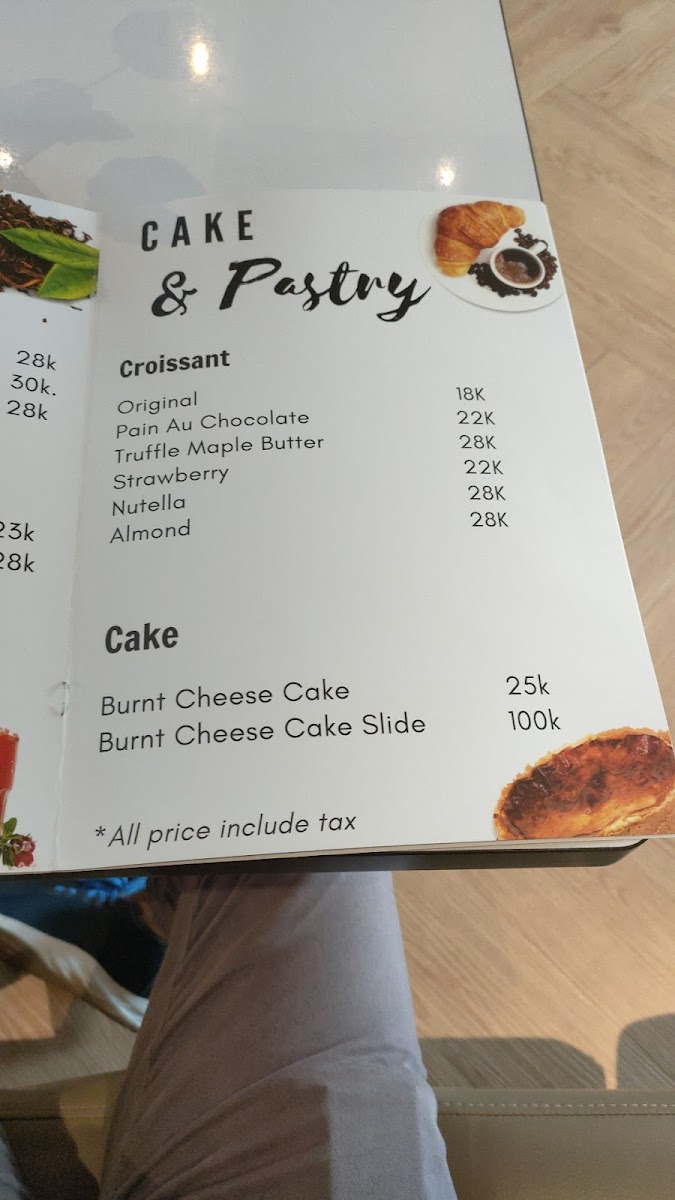 28k
30k.
28k
23k
28k
CAKE
& Pastry
Croissant
Original 18K
Pain Au Chocolate 22K
Truffle Maple Butter 28K
Strawberry 22K
Nutella 28K
Almond 28K
Cake
Burnt Cheese Cake 25k
Burnt Cheese Cake Slide 100k
*All price include tax